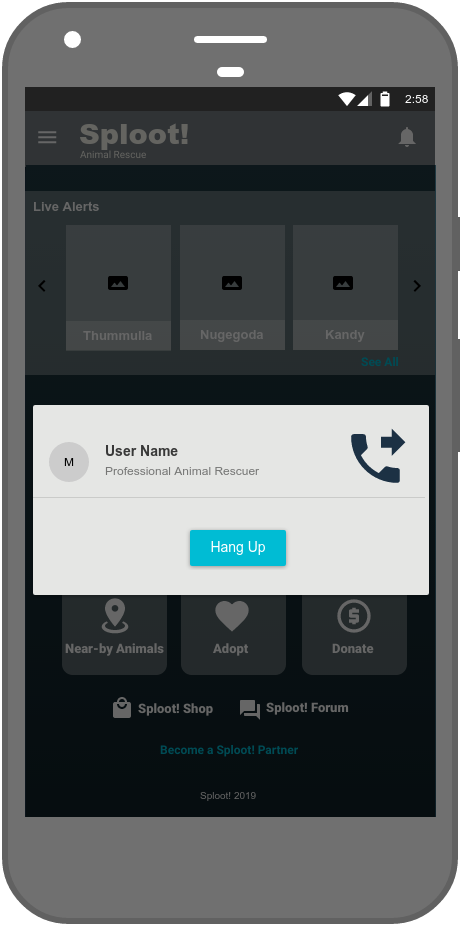 2:58
Sploot!
Animal Rescue
Live Alerts
Thummulla
Nugegoda
Kandy
See All
M
User Name
Professional Animal Rescuer
Hang Up
Near-by Animals
Adopt
Donate
Sploot! Shop
Sploot! Forum
Become a Sploot! Partner
Sploot! 2019